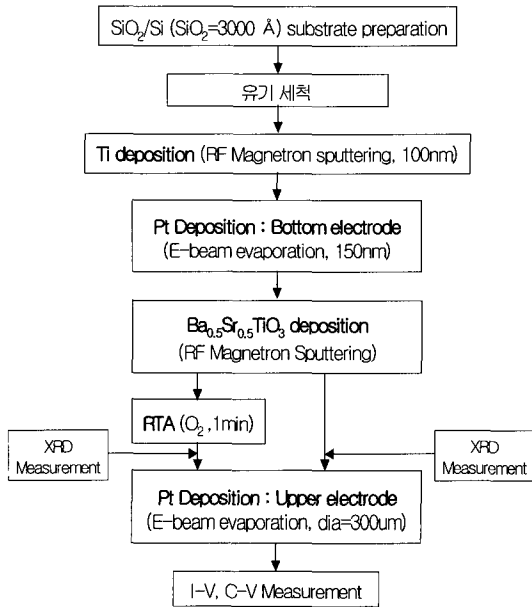 SiO₂/Si (SiO₂=3000 Å) substrate preparation
유기 세척
Ti deposition (RF Magnetron sputtering, 100nm)
Pt Deposition : Bottom electrode
(E-beam evaporation, 150nm)
Ba₀.₅Sr₀.₅TiO₃ deposition
(RF Magnetron Sputtering)
RTA (O₂ ,1min)
XRD
Measurement
XRD
Measurement
Pt Deposition : Upper electrode
(E-beam evaporation, dia=300um)
I-V, C-V Measurement